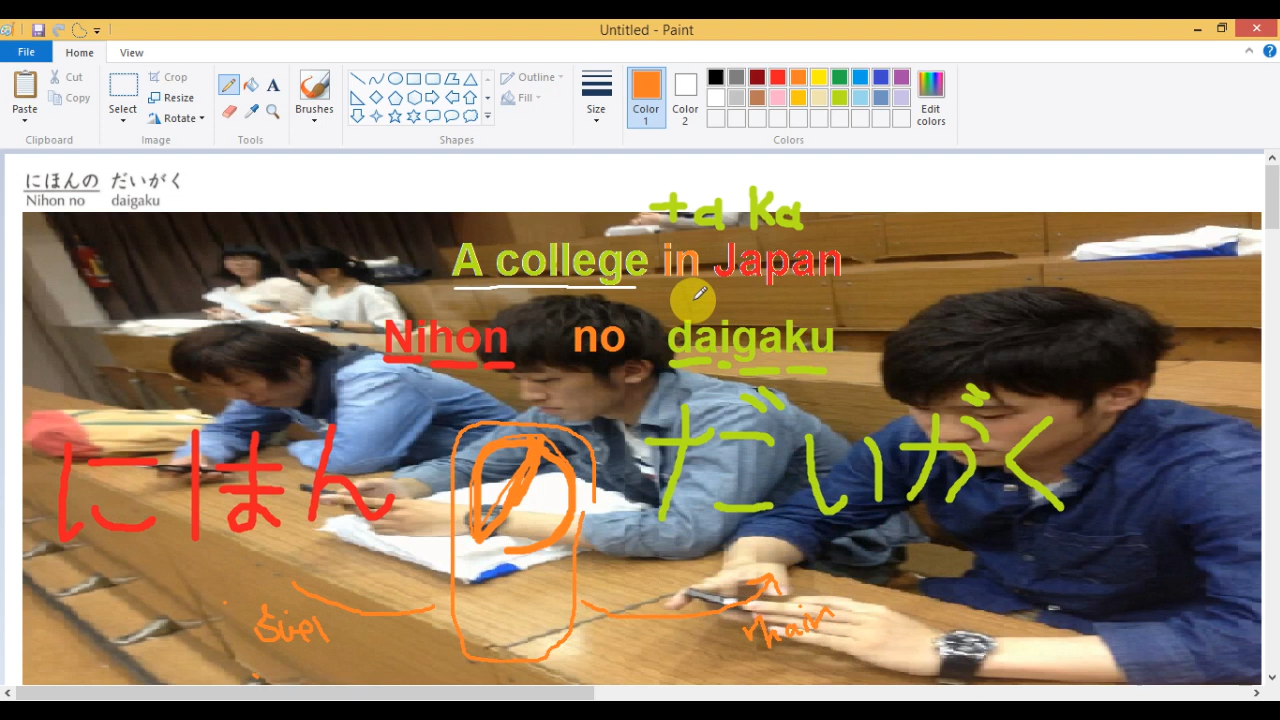 Untitled - Paint
File Home View
Paste Cut Copy Clipboard
Select Crop Resize Rotate Image
Tools
Brushes
Outline Fill Shapes
Size
Color 1 Color 2 Edit colors Colors
にほんの だいがく
Nihon no daigaku
ta ka
A college in Japan
Nihon no daigaku
にほん の だいがく
main